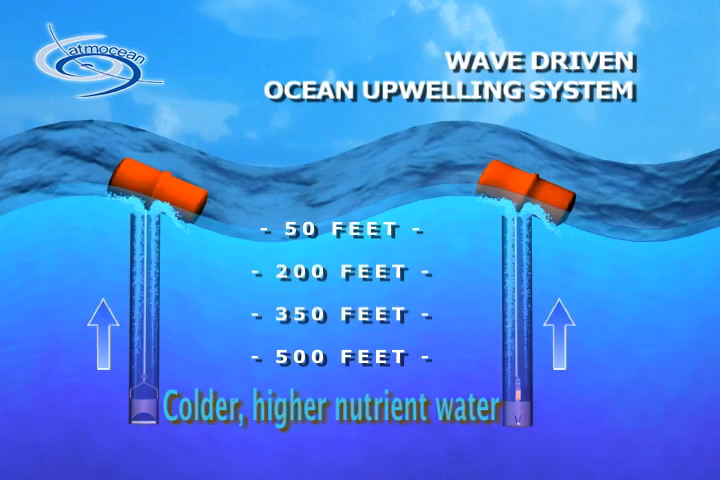 atmocean
WAVE DRIVEN
OCEAN UPWELLING SYSTEM
- 50 FEET -
- 200 FEET -
- 350 FEET -
- 500 FEET -
Colder, higher nutrient water